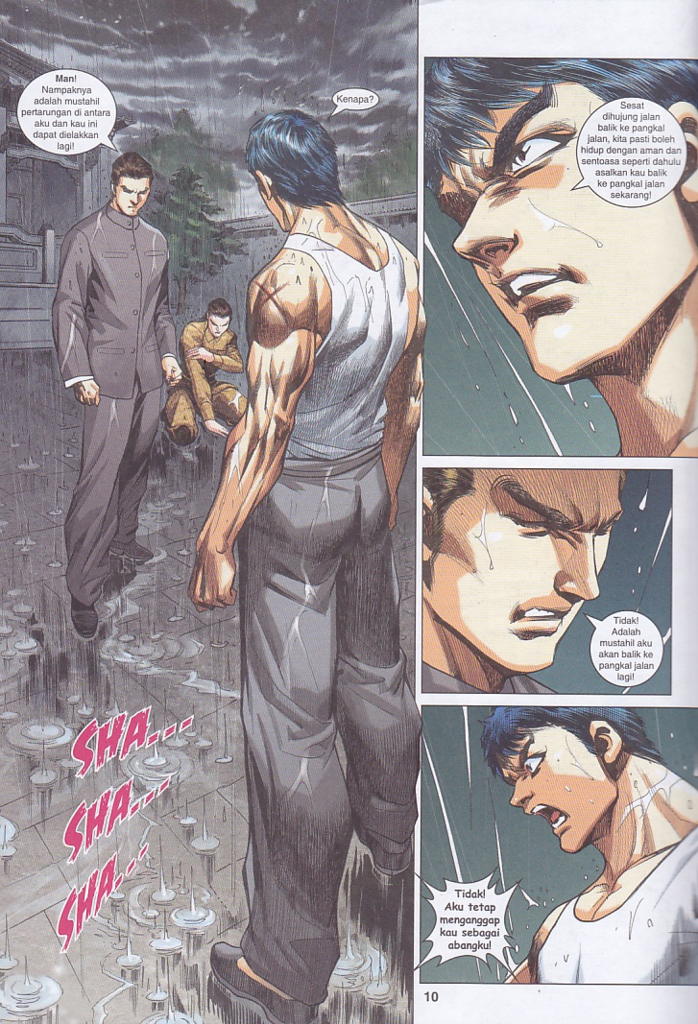 Man!
Nampaknya
adalah mustahil
pertarungan di antara
aku dan kau ini
dapat dielakkan
lagi!
Kenapa?
SHA...
SHA...
SHA...
Sesat
dihujung jalan
balik ke pangkal
jalan, kita pasti boleh
hidup dengan aman dan
sentoasa seperti dahulu
asalkan kau balik
ke pangkal jalan
sekarang!
Tidak!
Adalah
mustahil aku
akan balik ke
pangkal jalan
lagi!
Tidak!
Aku tetap
menganggap
kau sebagai
abangku!
10